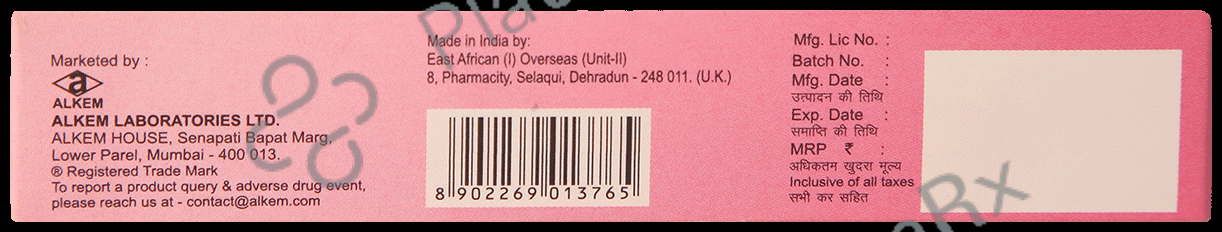 Marketed by :
a
ALKEM
ALKEM LABORATORIES LTD.
ALKEM HOUSE, Senapati Bapat Marg,
Lower Parel, Mumbai - 400 013.
® Registered Trade Mark
To report a product query & adverse drug event,
please reach us at - contact@alkem.com
Made in India by:
East African (I) Overseas (Unit-II)
8, Pharmacity, Selaqui, Dehradun - 248 011. (U.K.)
8 902269 013765
Mfg. Lic No. :
Batch No. :
Mfg. Date :
उत्पादन की तिथि
Exp. Date :
समाप्ति की तिथि
MRP ₹ :
अधिकतम खुदरा मूल्य
Inclusive of all taxes
सभी कर सहित